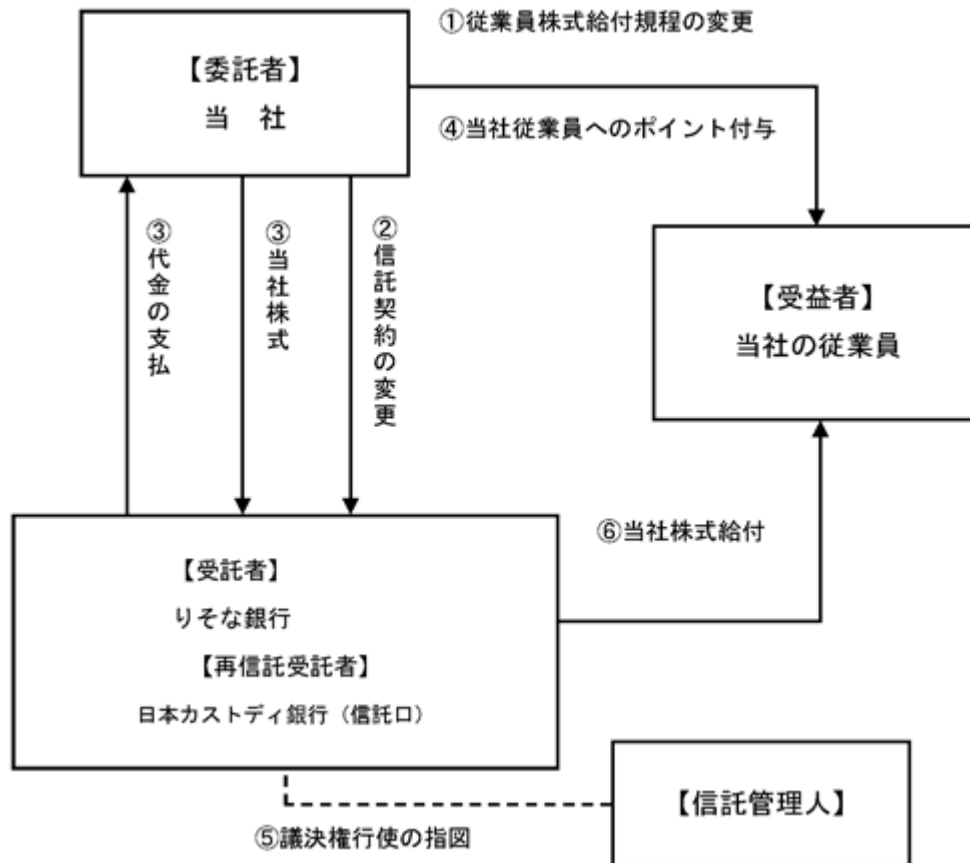 ①従業員株式給付規程の変更
【委託者】
当　社
④当社従業員へのポイント付与
③代金の支払
③当社株式
②信託契約の変更
【受益者】
当社の従業員
⑥当社株式給付
【受託者】
りそな銀行
【再信託受託者】
日本カストディ銀行（信託口）
【信託管理人】
⑤議決権行使の指図